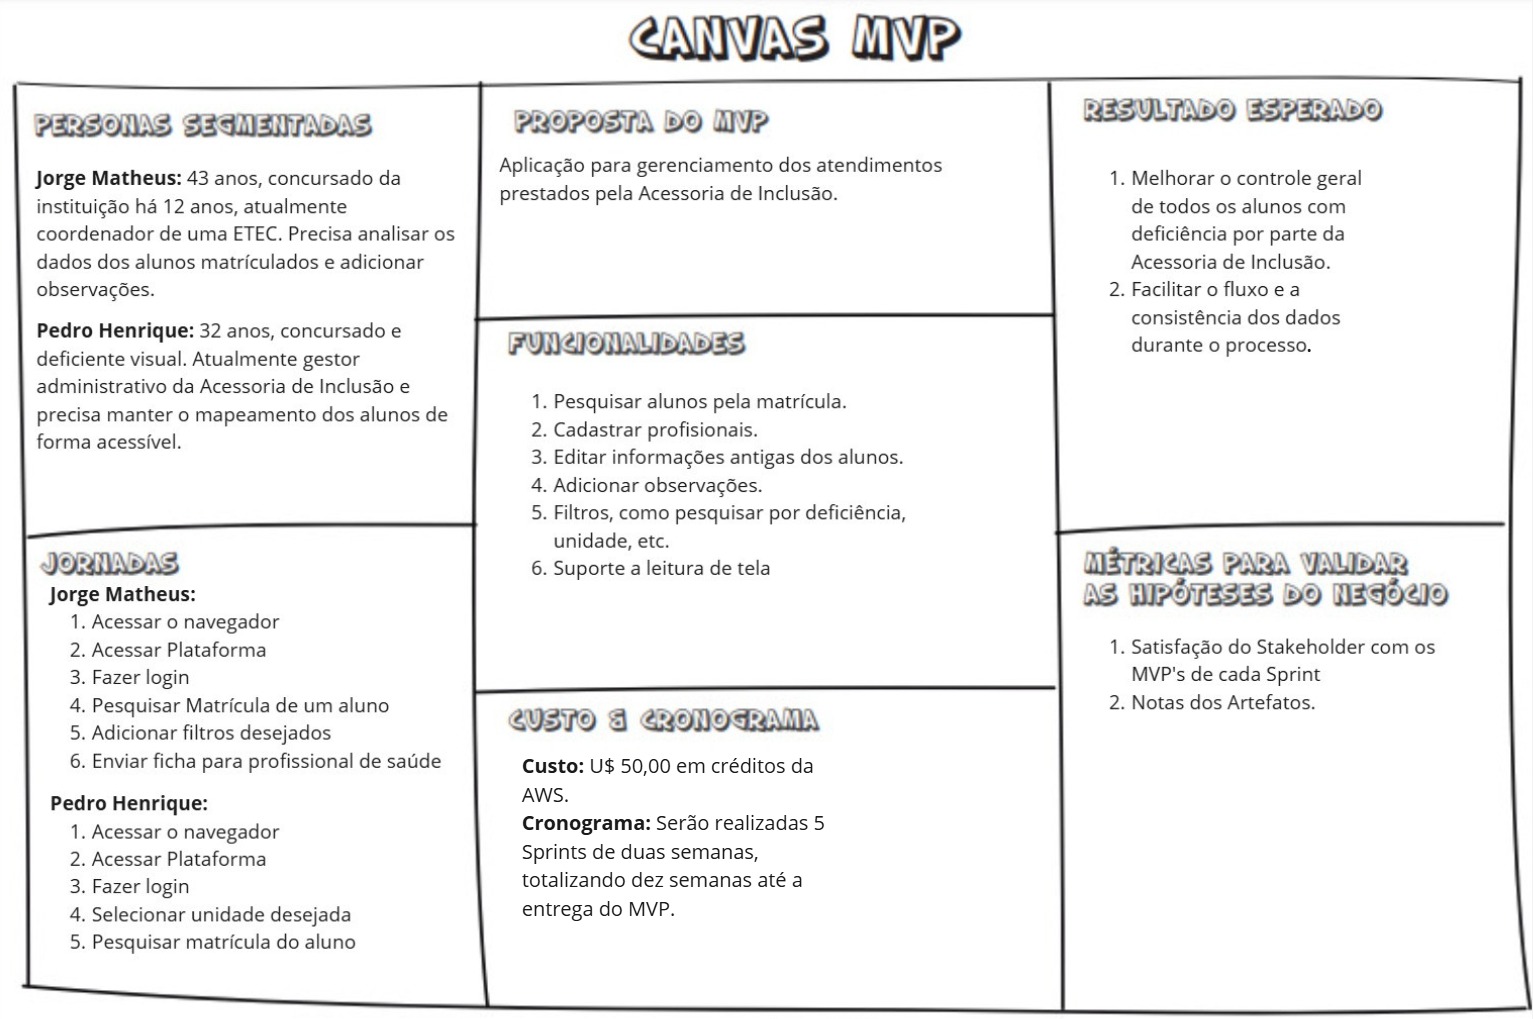 CANVAS MVP
PERSONAS SEGMENTADAS
Jorge Matheus: 43 anos, concursado da
instituição há 12 anos, atualmente
coordenador de uma ETEC. Precisa analisar os
dados dos alunos matrículados e adicionar
observações.
Pedro Henrique: 32 anos, concursado e
deficiente visual. Atualmente gestor
administrativo da Acessoria de Inclusão e
precisa manter o mapeamento dos alunos de
forma acessível.
JORNADAS
Jorge Matheus:
1. Acessar o navegador
2. Acessar Plataforma
3. Fazer login
4. Pesquisar Matrícula de um aluno
5. Adicionar filtros desejados
6. Enviar ficha para profissional de saúde
Pedro Henrique:
1. Acessar o navegador
2. Acessar Plataforma
3. Fazer login
4. Selecionar unidade desejada
5. Pesquisar matrícula do aluno
PROPOSTA DO MVP
Aplicação para gerenciamento dos atendimentos
prestados pela Acessoria de Inclusão.
FUNCIONALIDADES
1. Pesquisar alunos pela matrícula.
2. Cadastrar profisionais.
3. Editar informações antigas dos alunos.
4. Adicionar observações.
5. Filtros, como pesquisar por deficiência,
unidade, etc.
6. Suporte a leitura de tela
CUSTO & CRONOGRAMA
Custo: U$ 50,00 em créditos da
AWS.
Cronograma: Serão realizadas 5
Sprints de duas semanas,
totalizando dez semanas até a
entrega do MVP.
RESULTADO ESPERADO
1. Melhorar o controle geral
de todos os alunos com
deficiência por parte da
Acessoria de Inclusão.
2. Facilitar o fluxo e a
consistência dos dados
durante o processo.
MÉTRICAS PARA VALIDAR
AS HIPÓTESES DO NEGÓCIO
1. Satisfação do Stakeholder com os
MVP's de cada Sprint
2. Notas dos Artefatos.